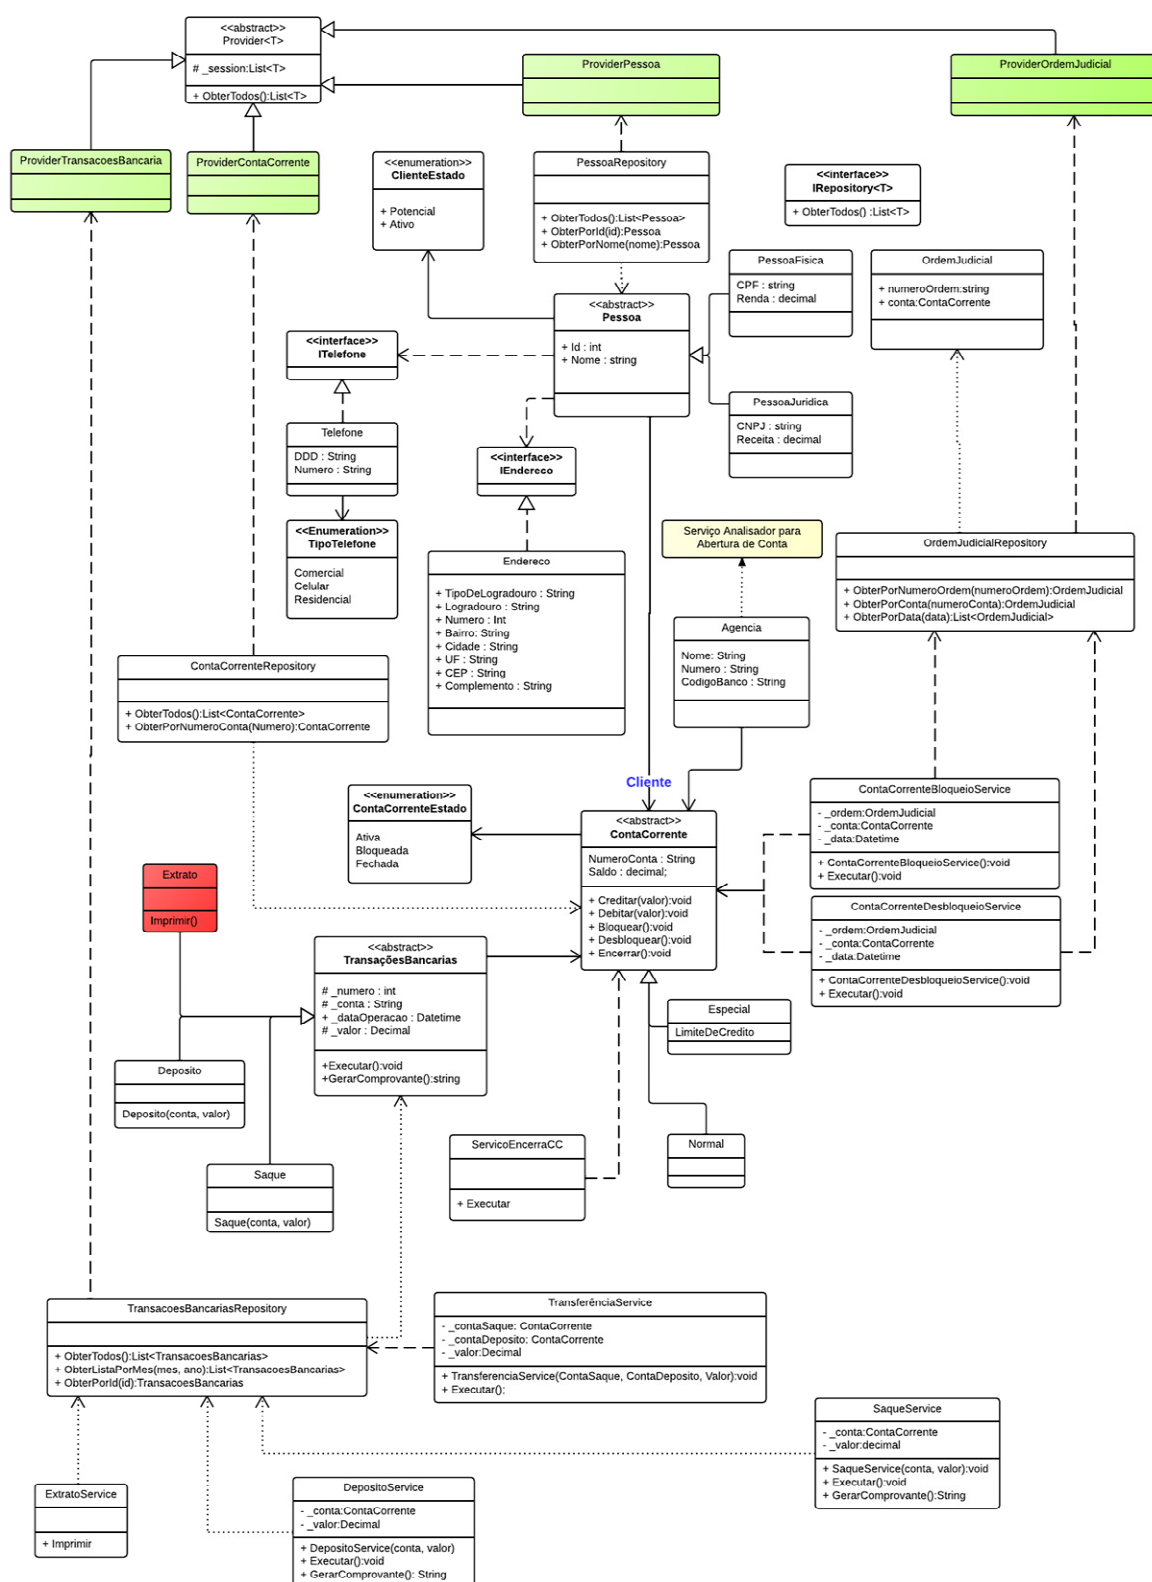 <<abstract>>
Provider<T>
# _session:List<T>
+ ObterTodos():List<T>
ProviderPessoa
ProviderOrdemJudicial
ProviderTransacoesBancaria
ProviderContaCorrente
<<enumeration>>
ClienteEstado
+ Potencial
+ Ativo
PessoaRepository
+ ObterTodos():List<Pessoa>
+ ObterPorId(id):Pessoa
+ ObterPorNome(nome):Pessoa
<<interface>>
IRepository<T>
+ ObterTodos() :List<T>
PessoaFisica
CPF : string
Renda : decimal
OrdemJudicial
+ numeroOrdem:string
+ conta:ContaCorrente
<<abstract>>
Pessoa
+ Id : int
+ Nome : string
<<interface>>
ITelefone
Telefone
DDD : String
Numero : String
<<Enumeration>>
TipoTelefone
Comercial
Celular
Residencial
PessoaJuridica
CNPJ : string
Receita : decimal
<<interface>>
IEndereco
Endereco
+ TipoDeLogradouro : String
+ Logradouro : String
+ Numero : Int
+ Bairro: String
+ Cidade : String
+ UF : String
+ CEP : String
+ Complemento : String
Serviço Analisador para
Abertura de Conta
Agencia
Nome: String
Numero : String
CodigoBanco : String
OrdemJudicialRepository
+ ObterPorNumeroOrdem(numeroOrdem):OrdemJudicial
+ ObterPorConta(numeroConta):OrdemJudicial
+ ObterPorData(data):List<OrdemJudicial>
ContaCorrenteRepository
+ ObterTodos():List<ContaCorrente>
+ ObterPorNumeroConta(Numero):ContaCorrente
Cliente
<<enumeration>>
ContaCorrenteEstado
Ativa
Bloqueada
Fechada
<<abstract>>
ContaCorrente
NumeroConta : String
Saldo : decimal;
+ Creditar(valor):void
+ Debitar(valor):void
+ Bloquear():void
+ Desbloquear():void
+ Encerrar():void
ContaCorrenteBloqueioService
- _ordem:OrdemJudicial
- _conta:ContaCorrente
- _data:Datetime
+ ContaCorrenteBloqueioService():void
+ Executar():void
ContaCorrenteDesbloqueioService
- _ordem:OrdemJudicial
- _conta:ContaCorrente
- _data:Datetime
+ ContaCorrenteDesbloqueioService():void
+ Executar():void
Extrato
Imprimir()
<<abstract>>
TransaçõesBancarias
# _numero : int
# _conta : String
+ _dataOperacao : Datetime
# _valor : Decimal
+Executar():void
+GerarComprovante():string
Especial
LimiteDeCredito
Deposito
Deposito(conta, valor)
Saque
Saque(conta, valor)
ServicoEncerraCC
+ Executar
Normal
TransacoesBancariasRepository
+ ObterTodos():List<TransacoesBancarias>
+ ObterListaPorMes(mes, ano):List<TransacoesBancarias>
+ ObterPorId(id):TransacoesBancarias
TransferênciaService
- _contaSaque: ContaCorrente
- _contaDeposito: ContaCorrente
- _valor:Decimal
+ TransferenciaService(ContaSaque, ContaDeposito, Valor):void
+ Executar();
SaqueService
- _conta:ContaCorrente
- _valor:decimal
+ SaqueService(conta, valor):void
+ Executar():void
+ GerarComprovante():String
ExtratoService
+ Imprimir
DepositoService
- _conta:ContaCorrente
- _valor:Decimal
+ DepositoService(conta, valor)
+ Executar():void
+ GerarComprovante(): String